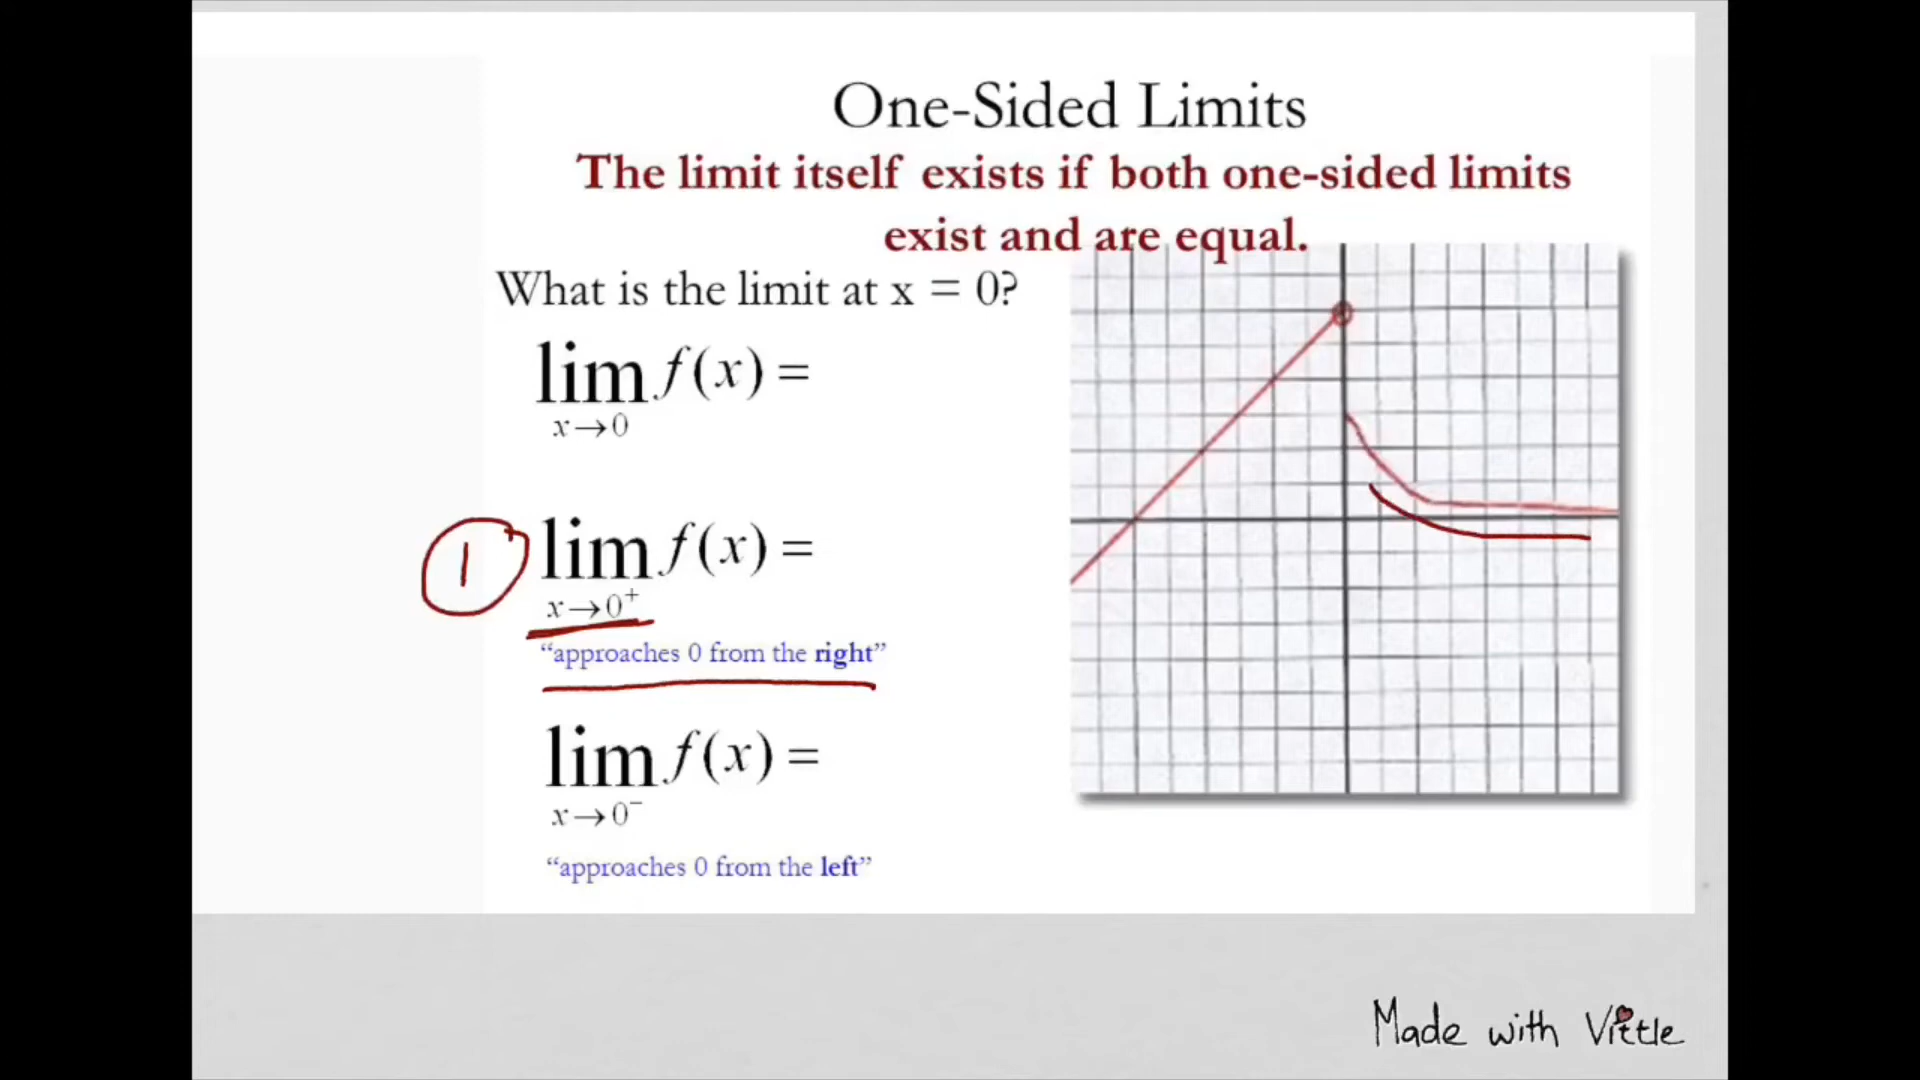 One-Sided Limits
The limit itself exists if both one-sided limits
exist and are equal.
What is the limit at x = 0?
lim f(x) =
x→0
1
lim f(x) =
x→0⁺
“approaches 0 from the right”
lim f(x) =
x→0⁻
“approaches 0 from the left”
Made with Vittle